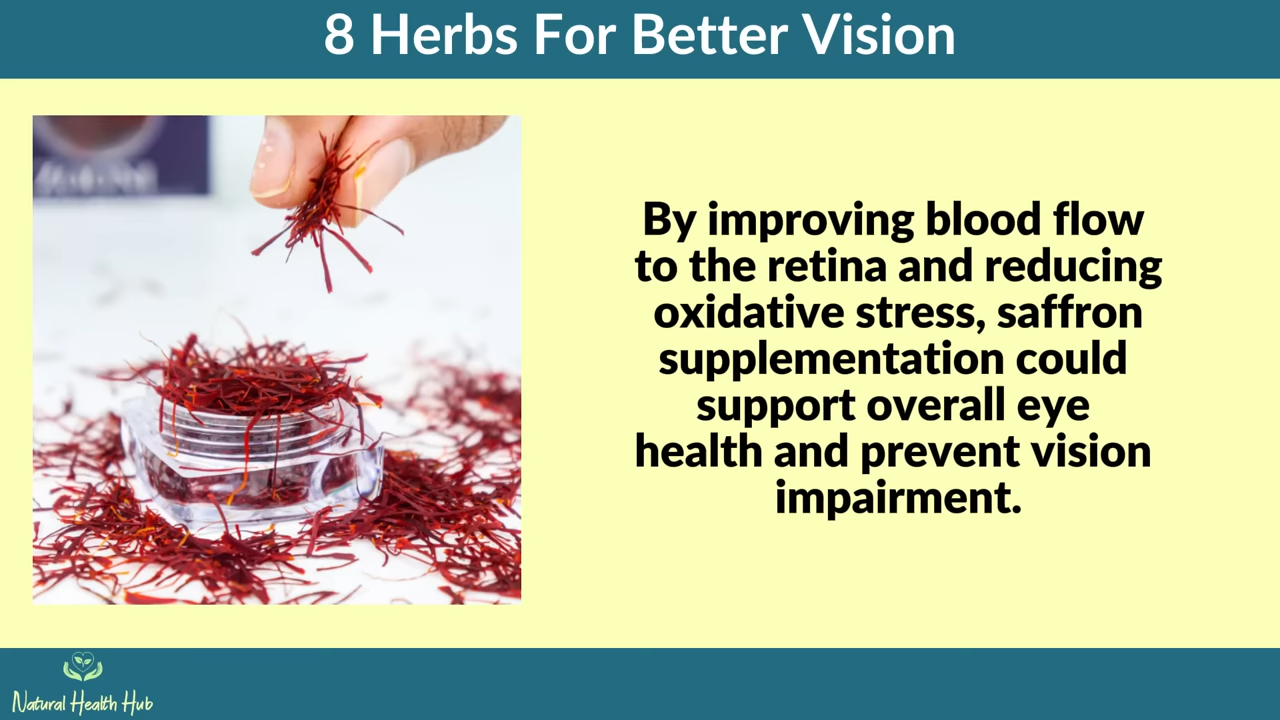 8 Herbs For Better Vision
By improving blood flow
to the retina and reducing
oxidative stress, saffron
supplementation could
support overall eye
health and prevent vision
impairment.
Natural Health Hub